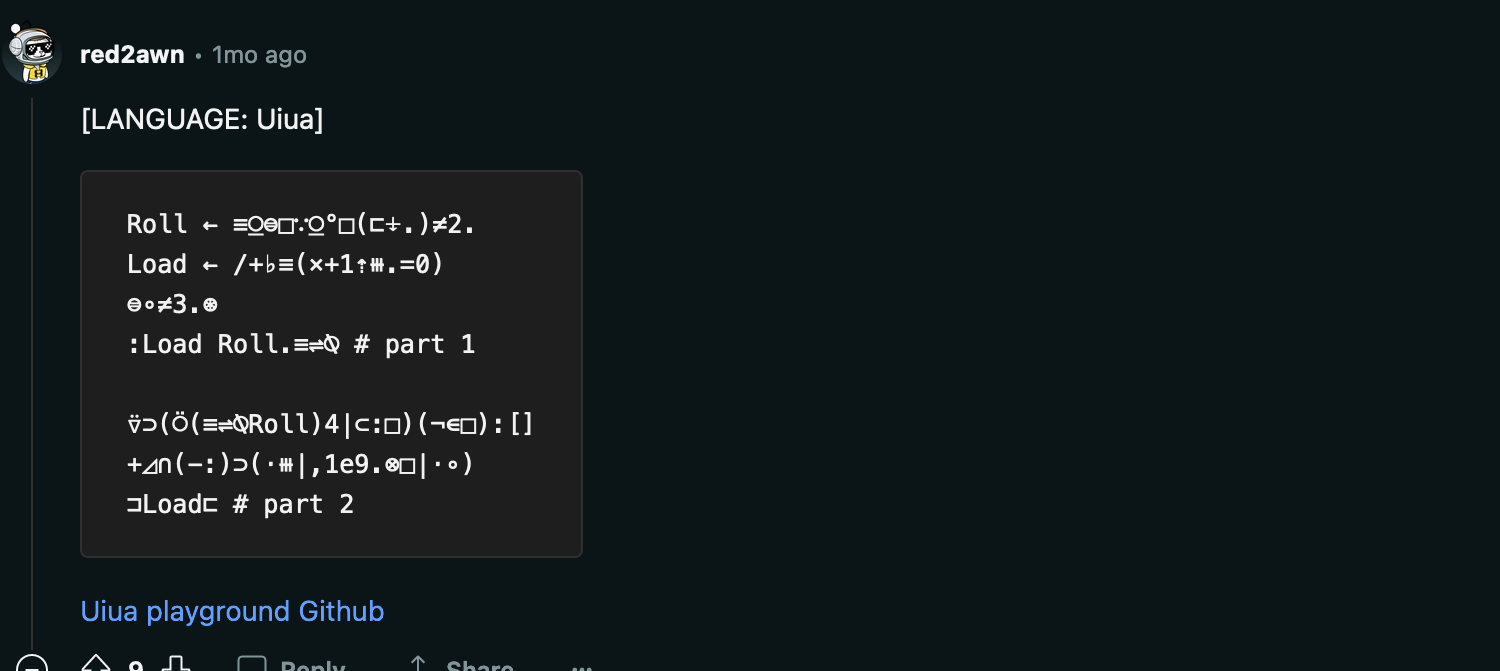 red2awn • 1mo ago
[LANGUAGE: Uiua]
Roll ← ≡⍜⊖□∵⍜°□(⊏⍏.)≠2.
Load ← /+♭≡(×+1⇡⧻.=0)
⊖∘≠3.⊛
:Load Roll.≡⇌⍉ # part 1
⍢⊃(⍥(≡⇌⍉Roll)4|⊂:□)(¬∊□):[]
+◿∩(-:)⊃(⋅⧻|,1e9.⊗□|⋅∘)
⊐Load⊏ # part 2
Uiua playground Github
9 Reply Share ...